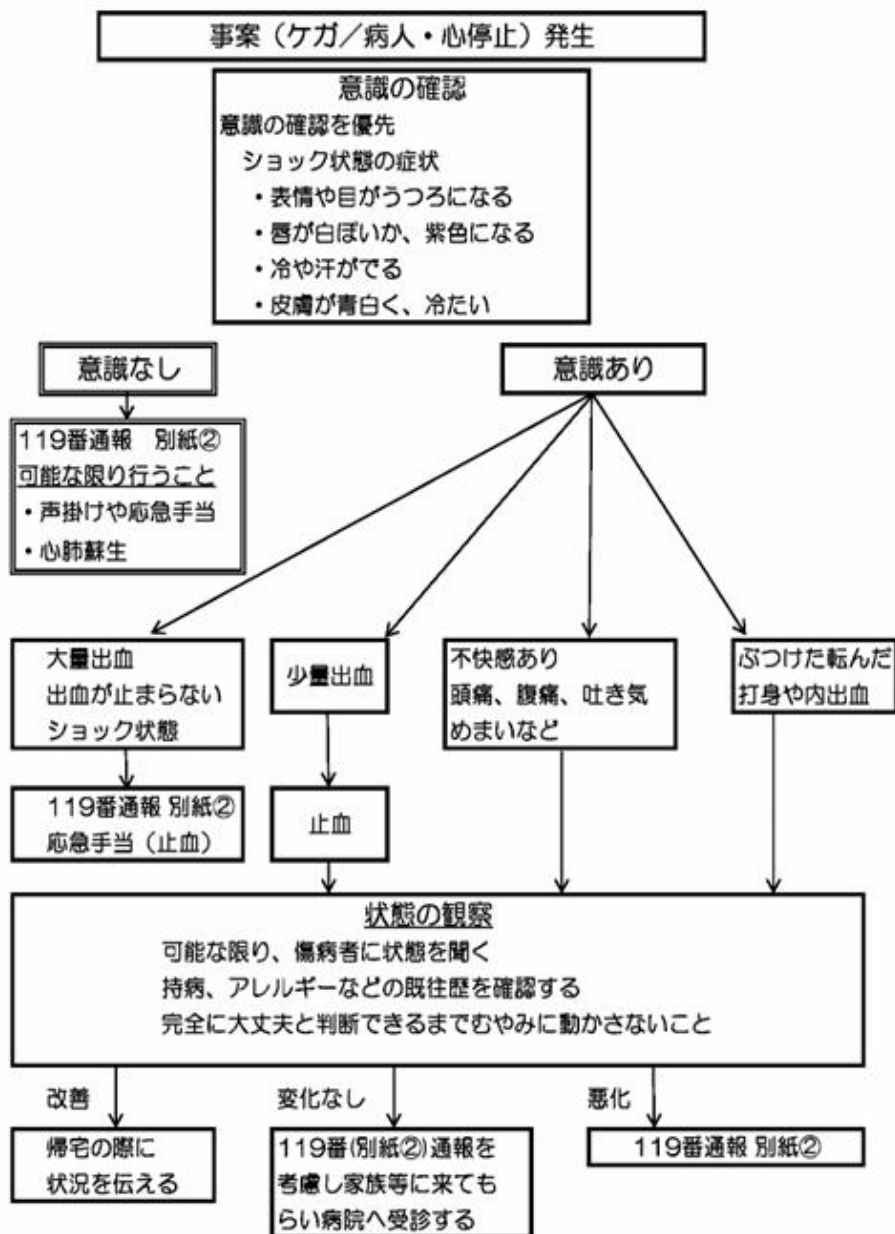 事案（ケガ／病人・心停止）発生
意識の確認
意識の確認を優先
ショック状態の症状
・表情や目がうつろになる
・唇が白ぽいか、紫色になる
・冷や汗がでる
・皮膚が青白く、冷たい
意識なし
意識あり
119番通報　別紙②
可能な限り行うこと
・声掛けや応急手当
・心肺蘇生
大量出血
出血が止まらない
ショック状態
少量出血
不快感あり
頭痛、腹痛、吐き気
めまいなど
ぶつけた転んだ
打身や内出血
119番通報 別紙②
応急手当（止血）
止血
状態の観察
可能な限り、傷病者に状態を聞く
持病、アレルギーなどの既往歴を確認する
完全に大丈夫と判断できるまでむやみに動かさないこと
改善
変化なし
悪化
帰宅の際に
状況を伝える
119番(別紙②)通報を
考慮し家族等に来ても
らい病院へ受診する
119番通報 別紙②